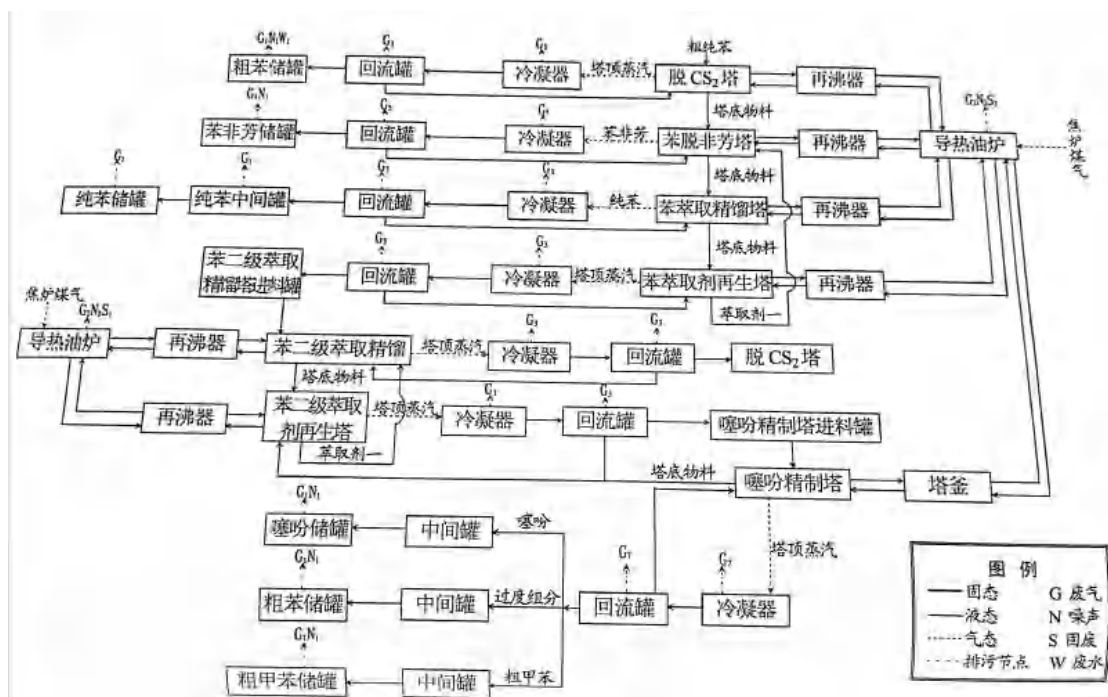 粗纯苯
粗苯储罐
回流罐
冷凝器
塔顶蒸汽
脱CS₂塔
再沸器
塔底物料
苯非芳储罐
回流罐
冷凝器
苯非芳
苯脱非芳塔
再沸器
导热油炉
焦炉煤气
塔底物料
纯苯储罐
纯苯中间罐
回流罐
冷凝器
纯苯
苯萃取精馏塔
再沸器
塔底物料
苯二级萃取
精馏塔进料罐
回流罐
冷凝器
塔顶蒸汽
苯萃取剂再生塔
再沸器
萃取剂一
焦炉煤气
导热油炉
再沸器
苯二级萃取精馏
塔顶蒸汽
冷凝器
回流罐
脱CS₂塔
塔底物料
再沸器
苯二级萃取
剂再生塔
塔顶蒸汽
冷凝器
回流罐
噻吩精制塔进料罐
萃取剂一
塔底物料
噻吩精制塔
塔釜
噻吩储罐
中间罐
噻吩
塔顶蒸汽
粗苯储罐
中间罐
过度组分
回流罐
冷凝器
粗甲苯储罐
中间罐
粗甲苯
图 例
固态 G 废气
液态 N 噪声
气态 S 固废
排污节点 W 废水